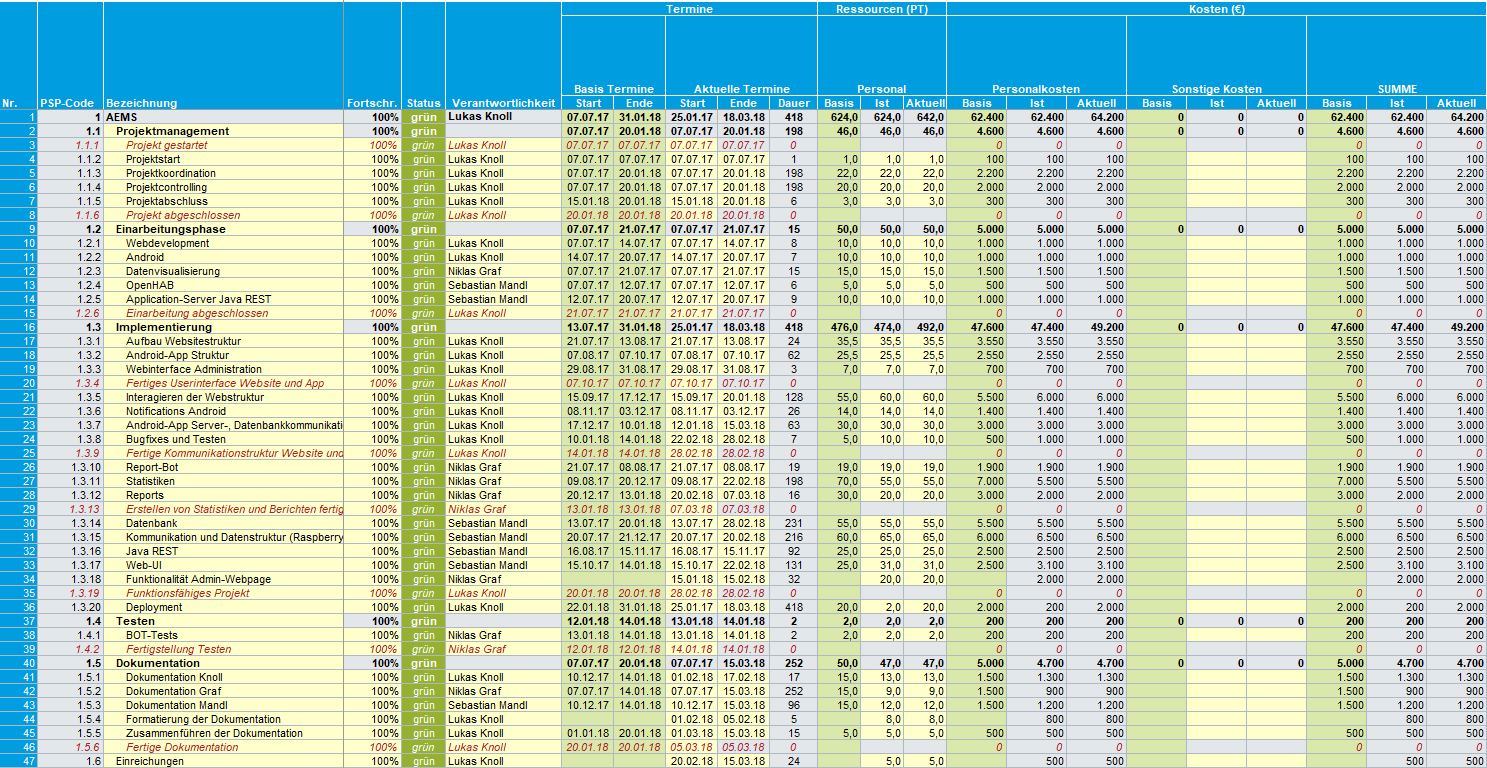 Termine Ressourcen (PT) Kosten (€)
Basis Termine Aktuelle Termine Personal Personalkosten Sonstige Kosten SUMME
Nr. PSP-Code Bezeichnung Fortschr. Status Verantwortlichkeit Start Ende Start Ende Dauer Basis Ist Aktuell Basis Ist Aktuell Basis Ist Aktuell Basis Ist Aktuell
1 1 AEMS 100% grün Lukas Knoll 07.07.17 31.01.18 25.01.17 18.03.18 418 624,0 624,0 642,0 62.400 62.400 64.200 0 0 0 62.400 62.400 64.200
2 1.1 Projektmanagement 100% grün 07.07.17 20.01.18 07.07.17 20.01.18 198 46,0 46,0 46,0 4.600 4.600 4.600 0 0 0 4.600 4.600 4.600
3 1.1.1 Projekt gestartet 100% grün Lukas Knoll 07.07.17 07.07.17 07.07.17 07.07.17 0 0 0 0 0 0 0
4 1.1.2 Projektstart 100% grün Lukas Knoll 07.07.17 07.07.17 07.07.17 07.07.17 1 1,0 1,0 1,0 100 100 100 100 100 100
5 1.1.3 Projektkoordination 100% grün Lukas Knoll 07.07.17 20.01.18 07.07.17 20.01.18 198 22,0 22,0 22,0 2.200 2.200 2.200 2.200 2.200 2.200
6 1.1.4 Projektcontrolling 100% grün Lukas Knoll 07.07.17 20.01.18 07.07.17 20.01.18 198 20,0 20,0 20,0 2.000 2.000 2.000 2.000 2.000 2.000
7 1.1.5 Projektabschluss 100% grün Lukas Knoll 15.01.18 20.01.18 15.01.18 20.01.18 6 3,0 3,0 3,0 300 300 300 300 300 300
8 1.1.6 Projekt abgeschlossen 100% grün Lukas Knoll 20.01.18 20.01.18 20.01.18 20.01.18 0 0 0 0 0 0 0
9 1.2 Einarbeitungsphase 100% grün 07.07.17 21.07.17 07.07.17 21.07.17 15 50,0 50,0 50,0 5.000 5.000 5.000 0 0 0 5.000 5.000 5.000
10 1.2.1 Webdevelopment 100% grün Lukas Knoll 07.07.17 14.07.17 07.07.17 14.07.17 8 10,0 10,0 10,0 1.000 1.000 1.000 1.000 1.000 1.000
11 1.2.2 Android 100% grün Lukas Knoll 14.07.17 20.07.17 14.07.17 20.07.17 7 10,0 10,0 10,0 1.000 1.000 1.000 1.000 1.000 1.000
12 1.2.3 Datenvisualisierung 100% grün Niklas Graf 07.07.17 21.07.17 07.07.17 21.07.17 15 15,0 15,0 15,0 1.500 1.500 1.500 1.500 1.500 1.500
13 1.2.4 OpenHAB 100% grün Sebastian Mandl 07.07.17 12.07.17 07.07.17 12.07.17 6 5,0 5,0 5,0 500 500 500 500 500 500
14 1.2.5 Application-Server Java REST 100% grün Sebastian Mandl 12.07.17 20.07.17 12.07.17 20.07.17 9 10,0 10,0 10,0 1.000 1.000 1.000 1.000 1.000 1.000
15 1.2.6 Einarbeitung abgeschlossen 100% grün Lukas Knoll 21.07.17 21.07.17 21.07.17 21.07.17 0 0 0 0 0 0 0
16 1.3 Implementierung 100% grün 13.07.17 31.01.18 25.01.17 18.03.18 418 476,0 474,0 492,0 47.600 47.400 49.200 0 0 0 47.600 47.400 49.200
17 1.3.1 Aufbau Websitestruktur 100% grün Lukas Knoll 21.07.17 13.08.17 21.07.17 13.08.17 24 35,5 35,5 35,5 3.550 3.550 3.550 3.550 3.550 3.550
18 1.3.2 Android-App Struktur 100% grün Lukas Knoll 07.08.17 07.10.17 07.08.17 07.10.17 62 25,5 25,5 25,5 2.550 2.550 2.550 2.550 2.550 2.550
19 1.3.3 Webinterface Administration 100% grün Lukas Knoll 29.08.17 31.08.17 29.08.17 31.08.17 3 7,0 7,0 7,0 700 700 700 700 700 700
20 1.3.4 Fertiges Userinterface Website und App 100% grün Lukas Knoll 07.10.17 07.10.17 07.10.17 07.10.17 0 0 0 0 0 0 0
21 1.3.5 Interagieren der Webstruktur 100% grün Lukas Knoll 15.09.17 17.12.17 15.09.17 20.01.18 128 55,0 60,0 60,0 5.500 6.000 6.000 5.500 6.000 6.000
22 1.3.6 Notifications Android 100% grün Lukas Knoll 08.11.17 03.12.17 08.11.17 03.12.17 26 14,0 14,0 14,0 1.400 1.400 1.400 1.400 1.400 1.400
23 1.3.7 Android-App Server-, Datenbankkommunikati 100% grün Lukas Knoll 17.12.17 10.01.18 12.01.18 15.03.18 63 30,0 30,0 30,0 3.000 3.000 3.000 3.000 3.000 3.000
24 1.3.8 Bugfixes und Testen 100% grün Lukas Knoll 10.01.18 14.01.18 22.02.18 28.02.18 7 5,0 10,0 10,0 500 1.000 1.000 500 1.000 1.000
25 1.3.9 Fertige Kommunikationstruktur Website und 100% grün Lukas Knoll 14.01.18 14.01.18 28.02.18 28.02.18 0 0 0 0 0 0 0
26 1.3.10 Report-Bot 100% grün Niklas Graf 21.07.17 08.08.17 21.07.17 08.08.17 19 19,0 19,0 19,0 1.900 1.900 1.900 1.900 1.900 1.900
27 1.3.11 Statistiken 100% grün Niklas Graf 09.08.17 20.12.17 09.08.17 22.02.18 198 70,0 55,0 55,0 7.000 5.500 5.500 7.000 5.500 5.500
28 1.3.12 Reports 100% grün Niklas Graf 20.12.17 13.01.18 20.02.18 07.03.18 16 30,0 20,0 20,0 3.000 2.000 2.000 3.000 2.000 2.000
29 1.3.13 Erstellen von Statistiken und Berichten fertig 100% grün Niklas Graf 13.01.18 13.01.18 07.03.18 07.03.18 0 0 0 0 0 0 0
30 1.3.14 Datenbank 100% grün Sebastian Mandl 13.07.17 20.01.18 13.07.17 28.02.18 231 55,0 55,0 55,0 5.500 5.500 5.500 5.500 5.500 5.500
31 1.3.15 Kommunikation und Datenstruktur (Raspberry 100% grün Sebastian Mandl 20.07.17 21.12.17 20.07.17 20.02.18 216 60,0 65,0 65,0 6.000 6.500 6.500 6.000 6.500 6.500
32 1.3.16 Java REST 100% grün Sebastian Mandl 16.08.17 15.11.17 16.08.17 15.11.17 92 25,0 25,0 25,0 2.500 2.500 2.500 2.500 2.500 2.500
33 1.3.17 Web-UI 100% grün Sebastian Mandl 15.10.17 14.01.18 15.10.17 22.02.18 131 25,0 31,0 31,0 2.500 3.100 3.100 2.500 3.100 3.100
34 1.3.18 Funktionalität Admin-Webpage 100% grün Niklas Graf 15.01.18 15.02.18 32 20,0 20,0 2.000 2.000 2.000 2.000
35 1.3.19 Funktionsfähiges Projekt 100% grün Lukas Knoll 20.01.18 20.01.18 28.02.18 28.02.18 0 0 0 0 0 0 0
36 1.3.20 Deployment 100% grün Lukas Knoll 22.01.18 31.01.18 25.01.17 18.03.18 418 20,0 2,0 20,0 2.000 200 2.000 2.000 200 2.000
37 1.4 Testen 100% grün 12.01.18 14.01.18 13.01.18 14.01.18 2 2,0 2,0 2,0 200 200 200 0 0 0 200 200 200
38 1.4.1 BOT-Tests 100% grün Niklas Graf 13.01.18 14.01.18 13.01.18 14.01.18 2 2,0 2,0 2,0 200 200 200 200 200 200
39 1.4.2 Fertigstellung Testen 100% grün Niklas Graf 12.01.18 12.01.18 14.01.18 14.01.18 0 0 0 0 0 0 0
40 1.5 Dokumentation 100% grün 07.07.17 20.01.18 07.07.17 15.03.18 252 50,0 47,0 47,0 5.000 4.700 4.700 0 0 0 5.000 4.700 4.700
41 1.5.1 Dokumentation Knoll 100% grün Lukas Knoll 10.12.17 14.01.18 01.02.18 17.02.18 17 15,0 13,0 13,0 1.500 1.300 1.300 1.500 1.300 1.300
42 1.5.2 Dokumentation Graf 100% grün Niklas Graf 07.07.17 14.01.18 07.07.17 15.03.18 252 15,0 9,0 9,0 1.500 900 900 1.500 900 900
43 1.5.3 Dokumentation Mandl 100% grün Sebastian Mandl 10.12.17 14.01.18 10.12.17 15.03.18 96 15,0 12,0 12,0 1.500 1.200 1.200 1.500 1.200 1.200
44 1.5.4 Formatierung der Dokumentation 100% grün Lukas Knoll 01.02.18 05.02.18 5 8,0 8,0 800 800 800 800
45 1.5.5 Zusammenführen der Dokumentation 100% grün Lukas Knoll 01.01.18 20.01.18 01.03.18 15.03.18 15 5,0 5,0 5,0 500 500 500 500 500 500
46 1.5.6 Fertige Dokumentation 100% grün Lukas Knoll 20.01.18 20.01.18 05.03.18 05.03.18 0 0 0 0 0 0 0
47 1.6 Einreichungen 100% grün Lukas Knoll 20.02.18 15.03.18 24 5,0 5,0 500 500 500 500